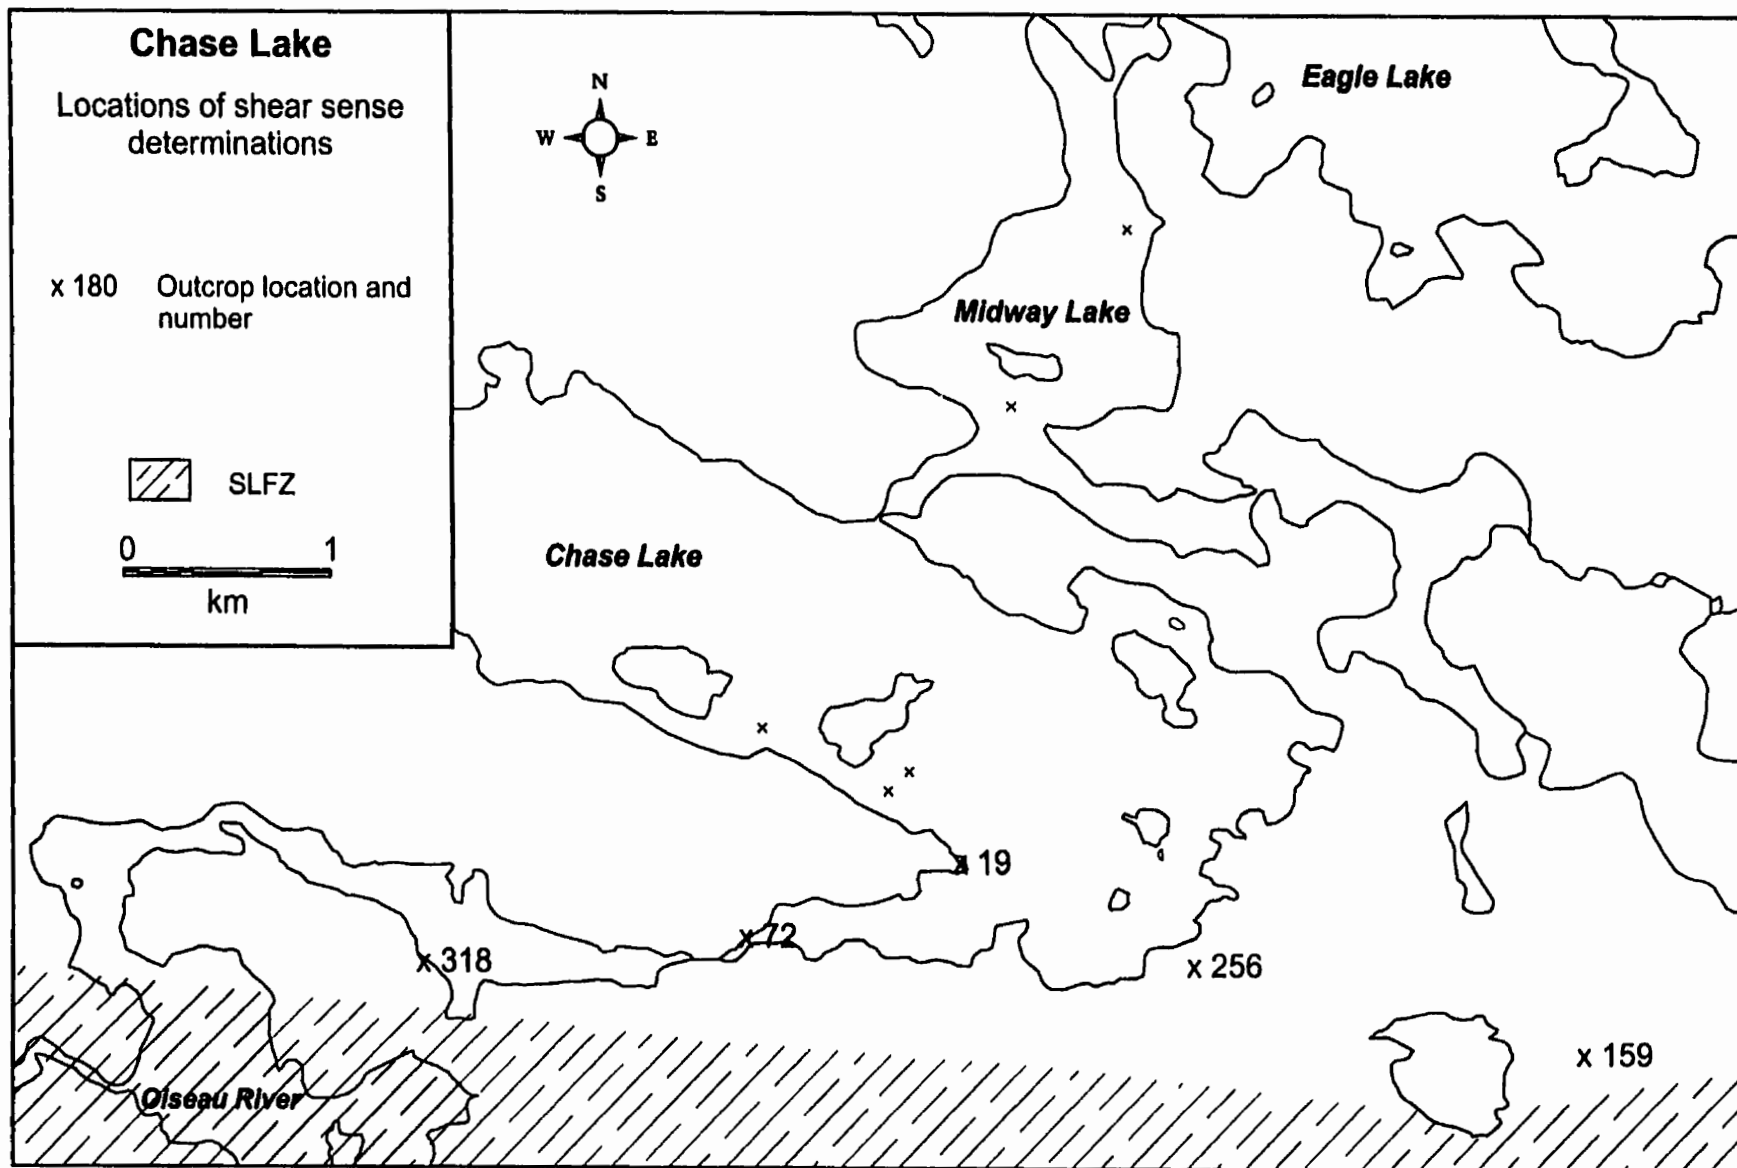 Chase Lake
Locations of shear sense
determinations
x 180 Outcrop location and
number
SLFZ
0 1
km
N
W E
S
Eagle Lake
Midway Lake
Chase Lake
x
x
x
x
x
x 19
x 72
x 318
x 256
x 159
Oiseau River